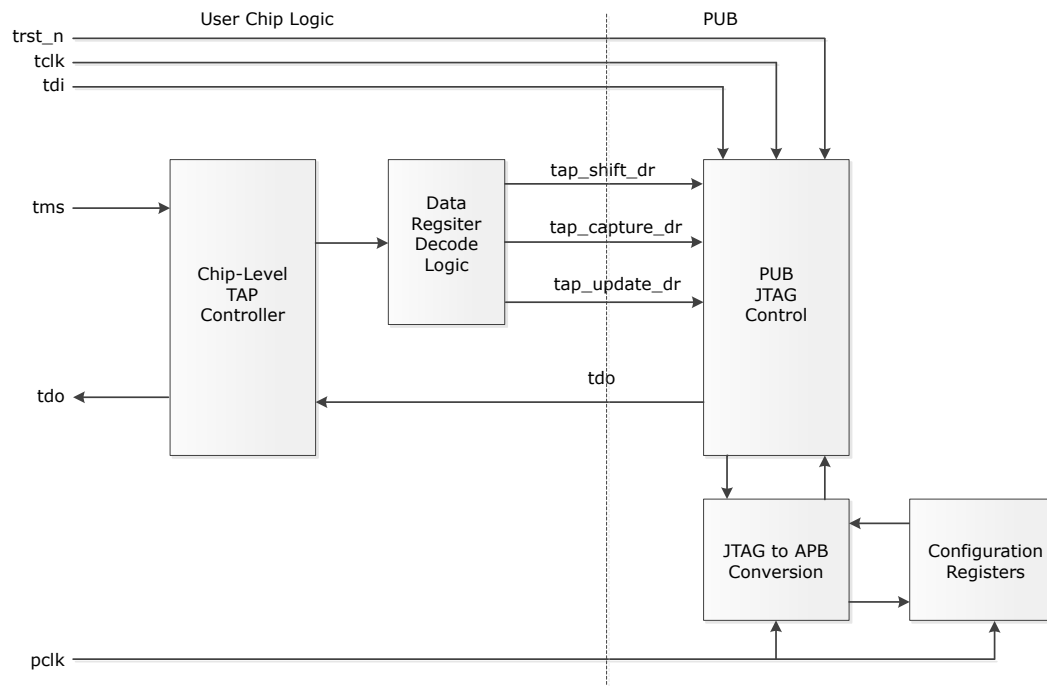 User Chip Logic
PUB
trst_n
tclk
tdi
tap_shift_dr
tms
Data
Regsiter
Decode
Logic
tap_capture_dr
Chip-Level
TAP
Controller
PUB
JTAG
Control
tap_update_dr
tdo
tdo
JTAG to APB
Conversion
Configuration
Registers
pclk